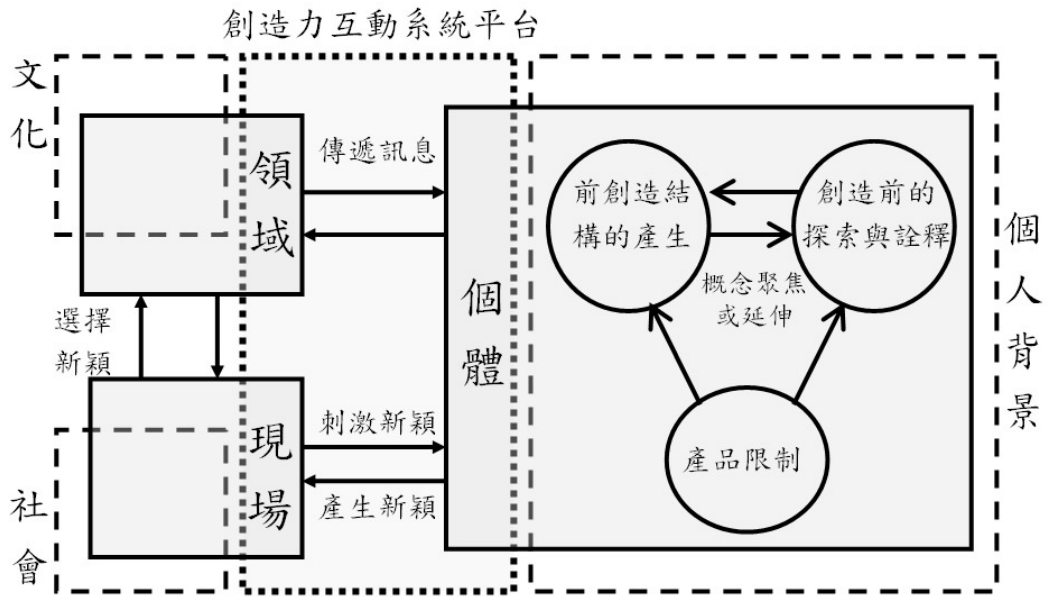 創造力互動系統平台
文化
領域
傳遞訊息
個體
前創造結
構的產生
創造前的
探索與詮釋
概念聚焦
或延伸
個人背景
選擇
新穎
刺激新穎
現場
產生新穎
產品限制
社會